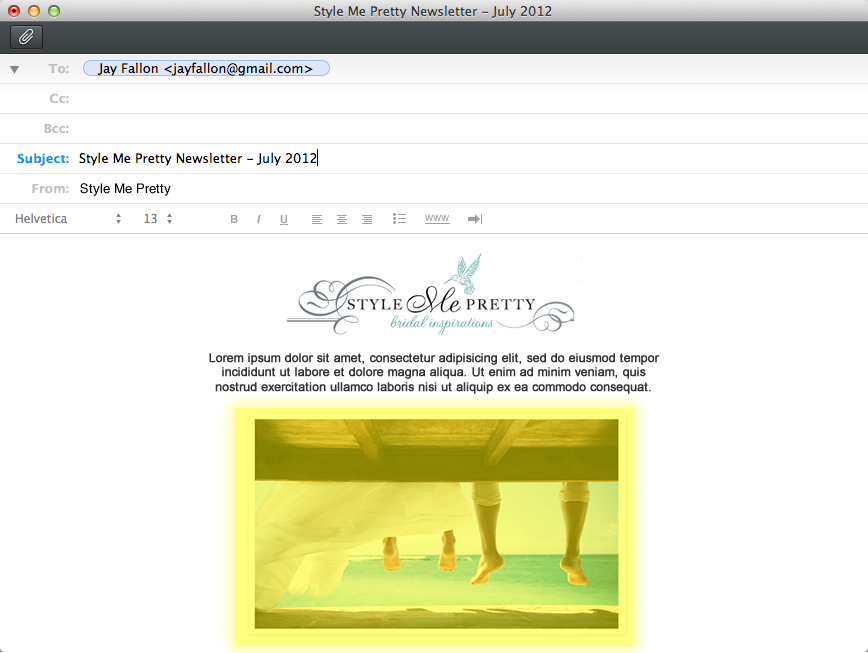 Style Me Pretty Newsletter – July 2012
To: Jay Fallon <jayfallon@gmail.com>
Cc:
Bcc:
Subject: Style Me Pretty Newsletter – July 2012
From: Style Me Pretty
Helvetica 13 B I U www
STYLE Me PRETTY
bridal inspirations
Lorem ipsum dolor sit amet, consectetur adipisicing elit, sed do eiusmod tempor
incididunt ut labore et dolore magna aliqua. Ut enim ad minim veniam, quis
nostrud exercitation ullamco laboris nisi ut aliquip ex ea commodo consequat.